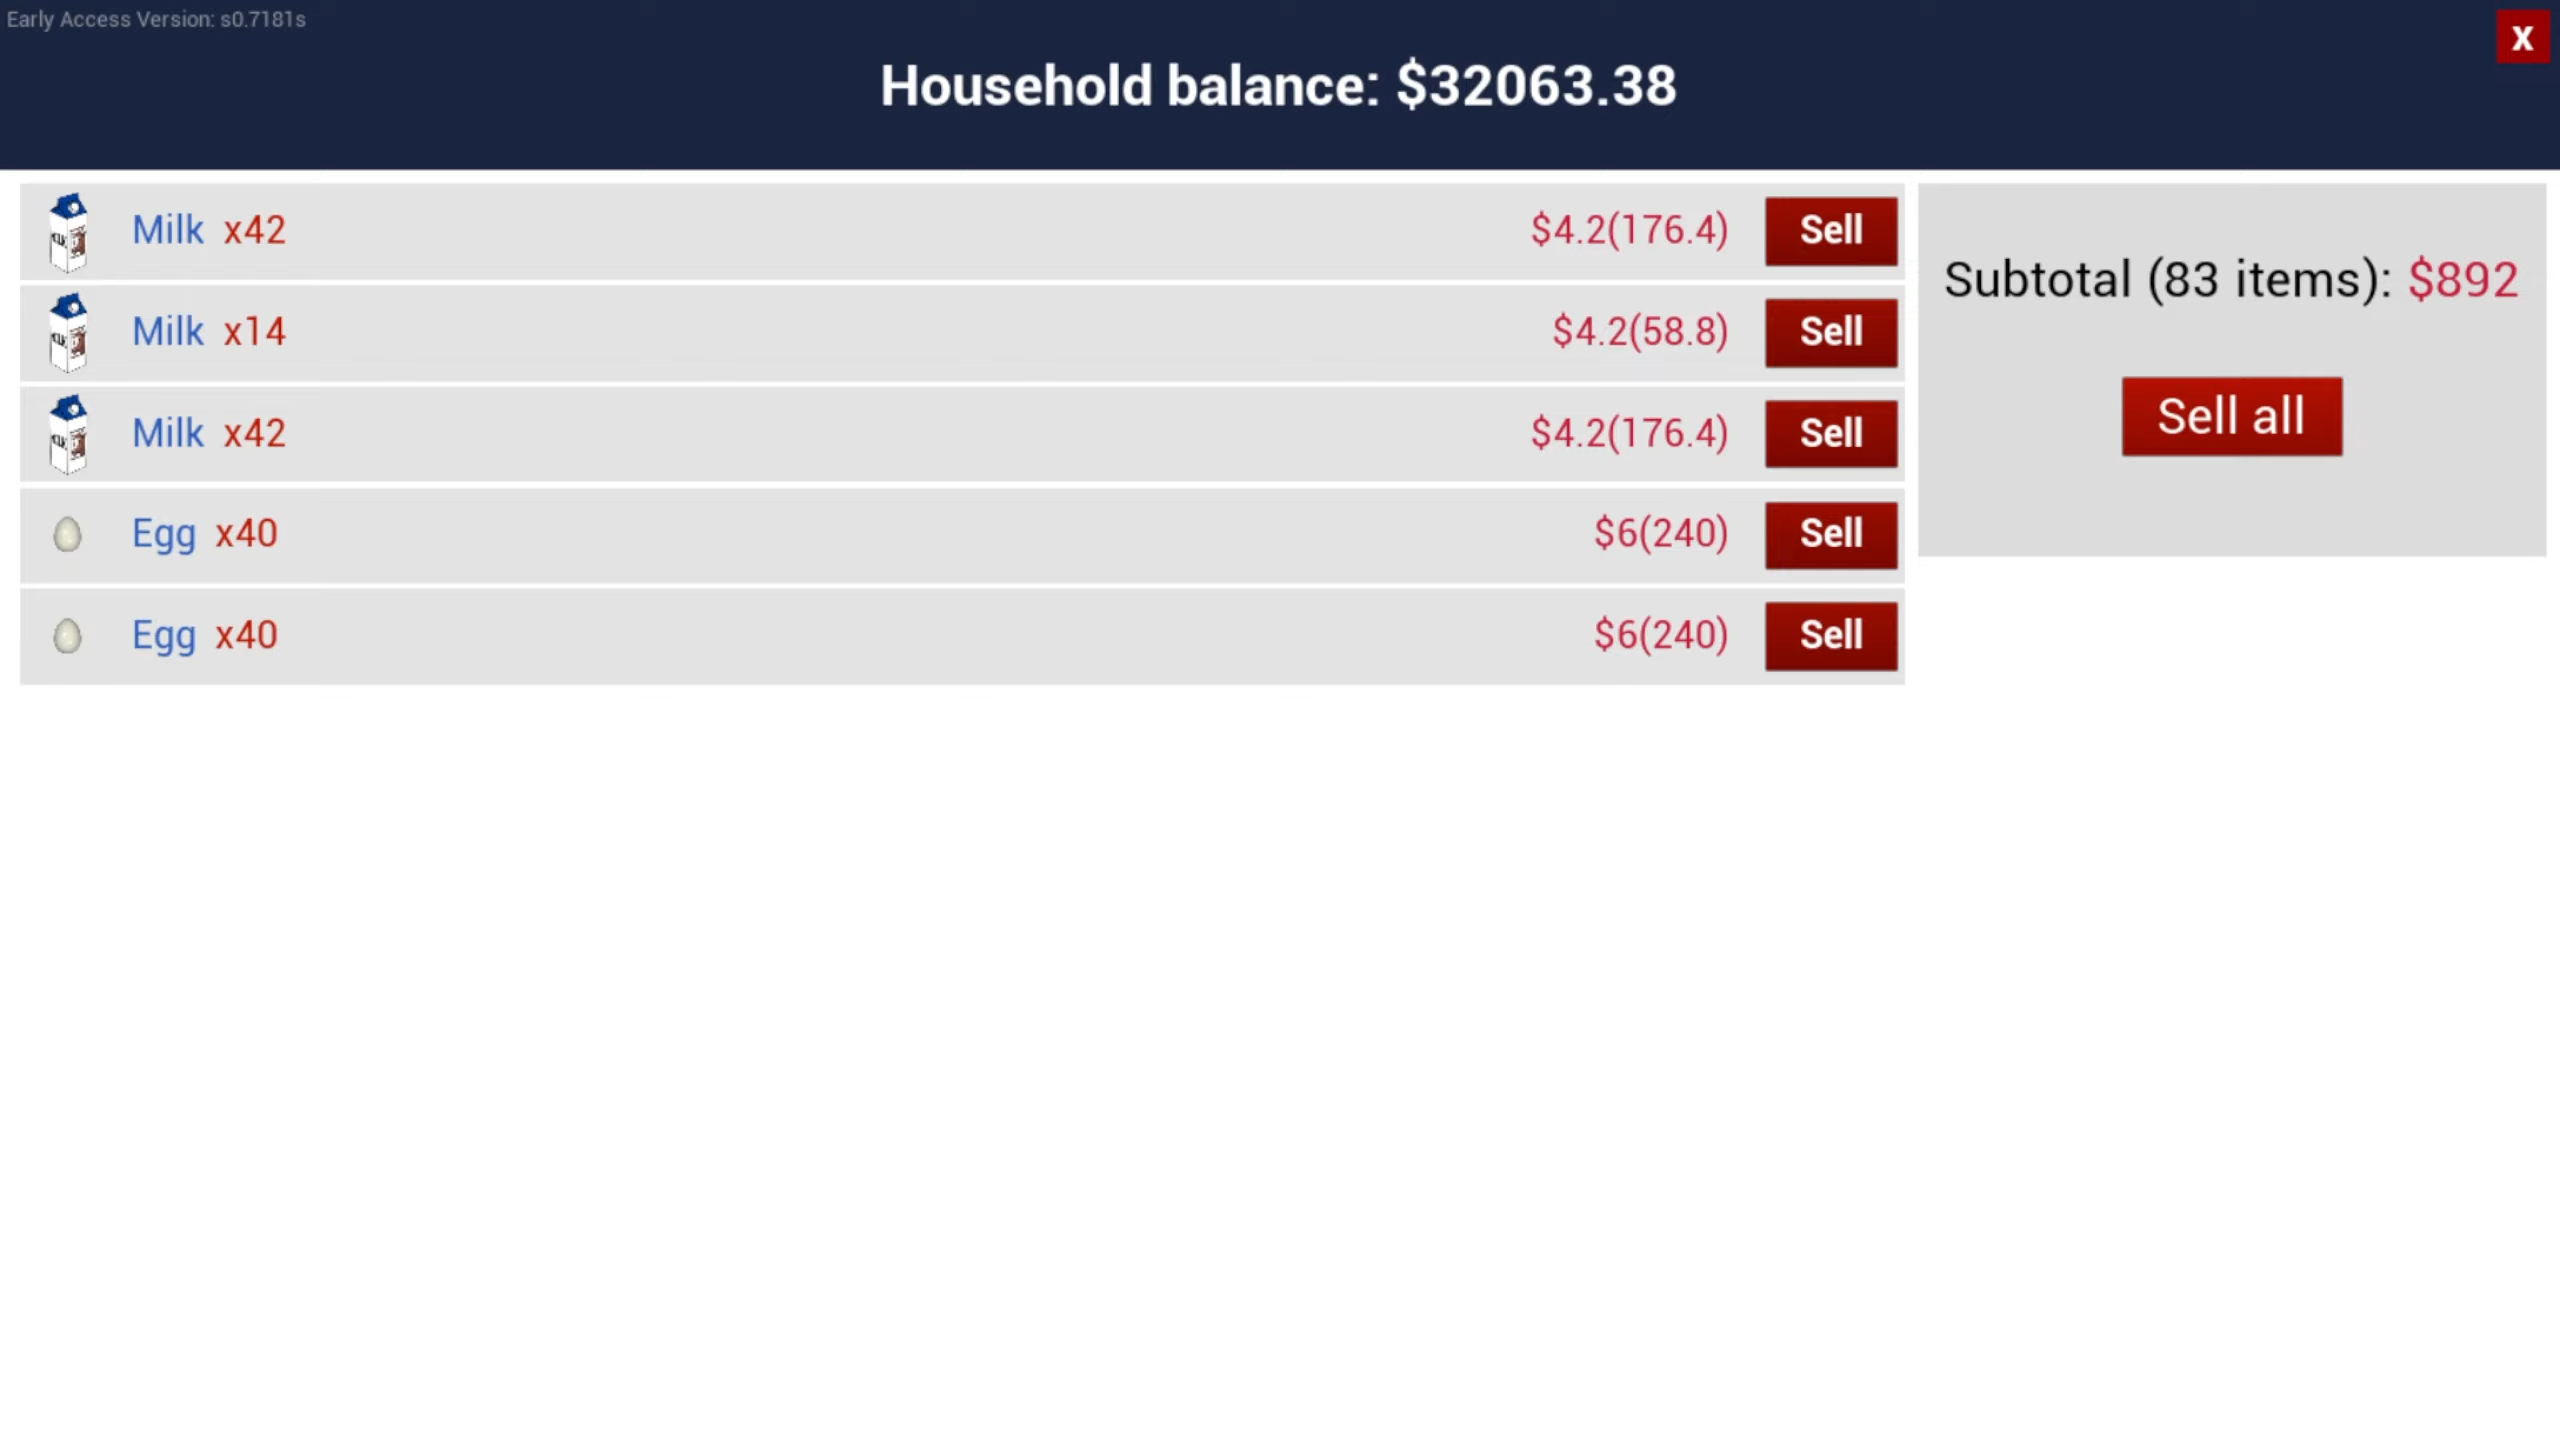 Early Access Version: s0.7181s
X
Household balance: $32063.38
Milk x42 $4.2(176.4) Sell
Milk x14 $4.2(58.8) Sell
Milk x42 $4.2(176.4) Sell
Egg x40 $6(240) Sell
Egg x40 $6(240) Sell
Subtotal (83 items): $892
Sell all